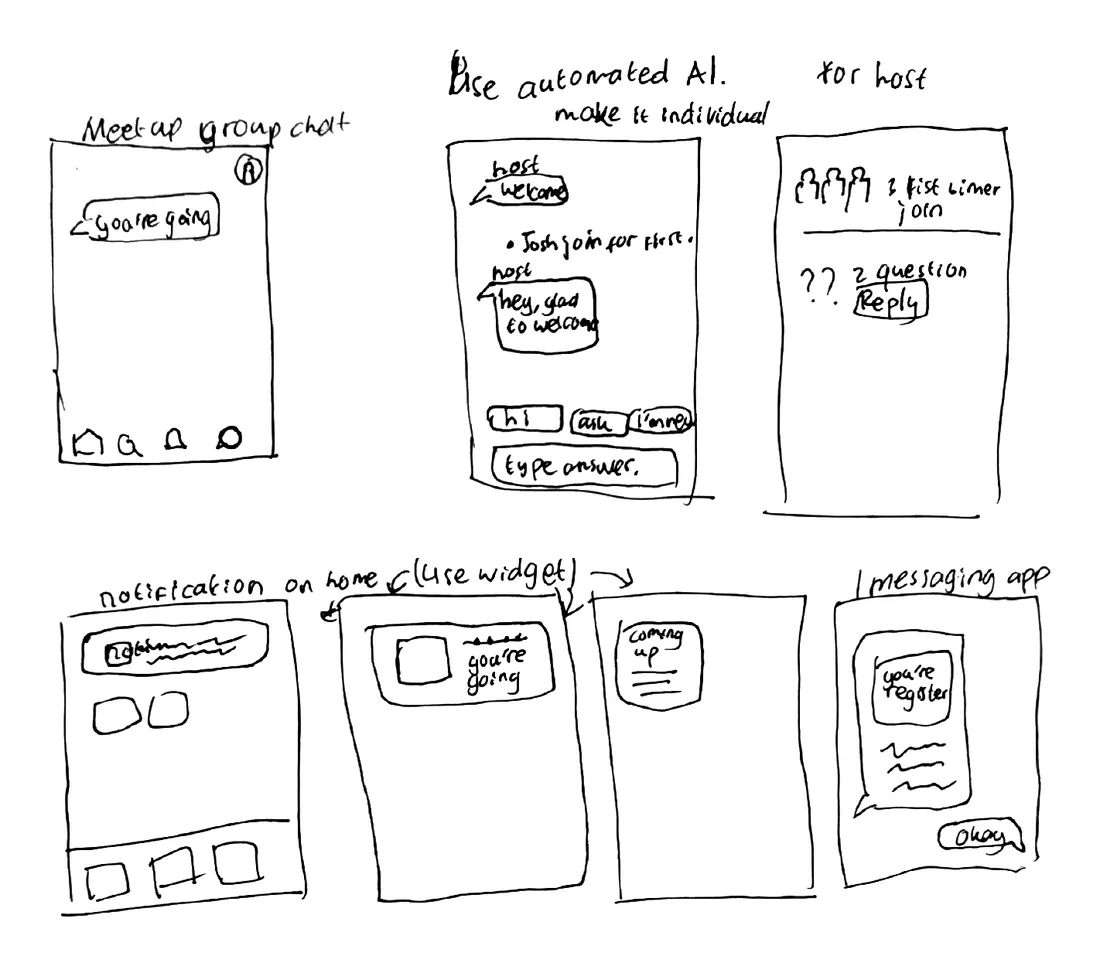 Use automated AI.
make it individual
for host
Meetup group chat
you're going
host
welcome
• Josh join for first.
host
hey, glad
to welcome
hi
ask
I'm new
type answer.
3 fist timer
join
?? 2 question
Reply
notification on home
(use widget)
messaging app
you're
going
coming
up
you're
register
okay